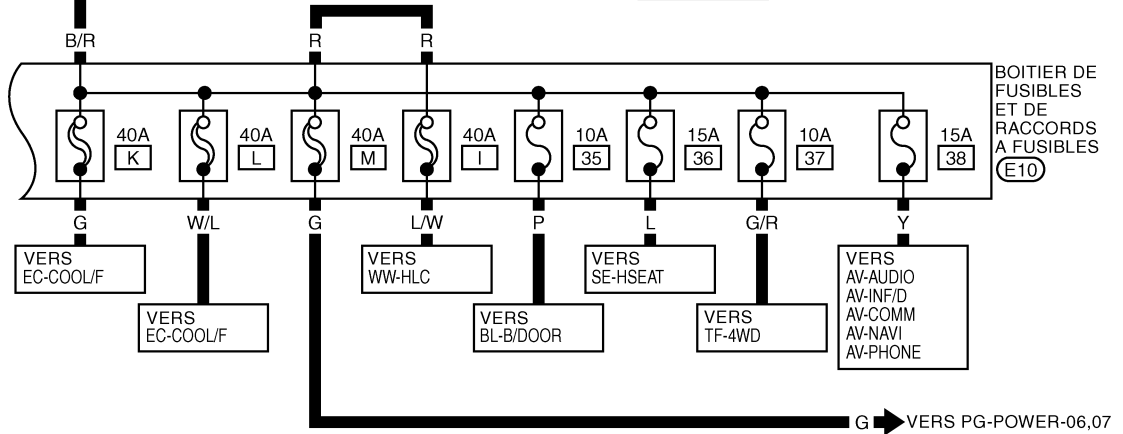 B/R R R
BOITIER DE
FUSIBLES
ET DE
RACCORDS
A FUSIBLES
E10
40A 40A 40A 40A 10A 15A 10A 15A
K L M I 35 36 37 38
G W/L G L/W P L G/R Y
VERS
EC-COOL/F
VERS
WW-HLC
VERS
SE-HSEAT
VERS
AV-AUDIO
AV-INF/D
AV-COMM
AV-NAVI
AV-PHONE
VERS
EC-COOL/F
VERS
BL-B/DOOR
VERS
TF-4WD
G VERS PG-POWER-06,07